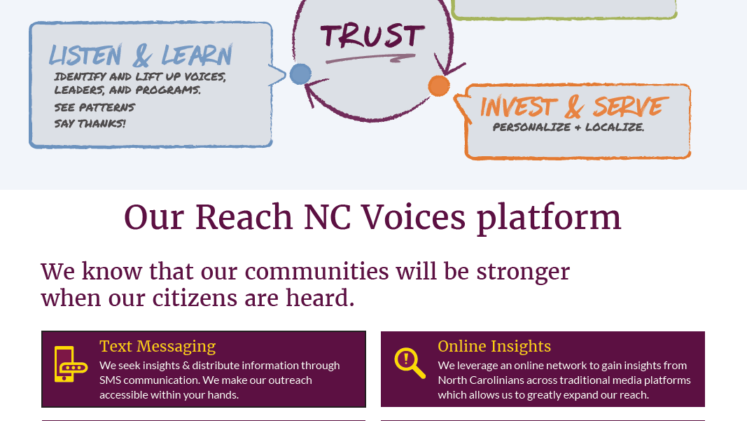 TRUST
LISTEN & LEARN
IDENTIFY AND LIFT UP VOICES,
LEADERS, AND PROGRAMS.
SEE PATTERNS
SAY THANKS!
INVEST & SERVE
PERSONALIZE + LOCALIZE.
Our Reach NC Voices platform
We know that our communities will be stronger
when our citizens are heard.
Text Messaging
We seek insights & distribute information through
SMS communication. We make our outreach
accessible within your hands.
Online Insights
We leverage an online network to gain insights from
North Carolinians across traditional media platforms
which allows us to greatly expand our reach.